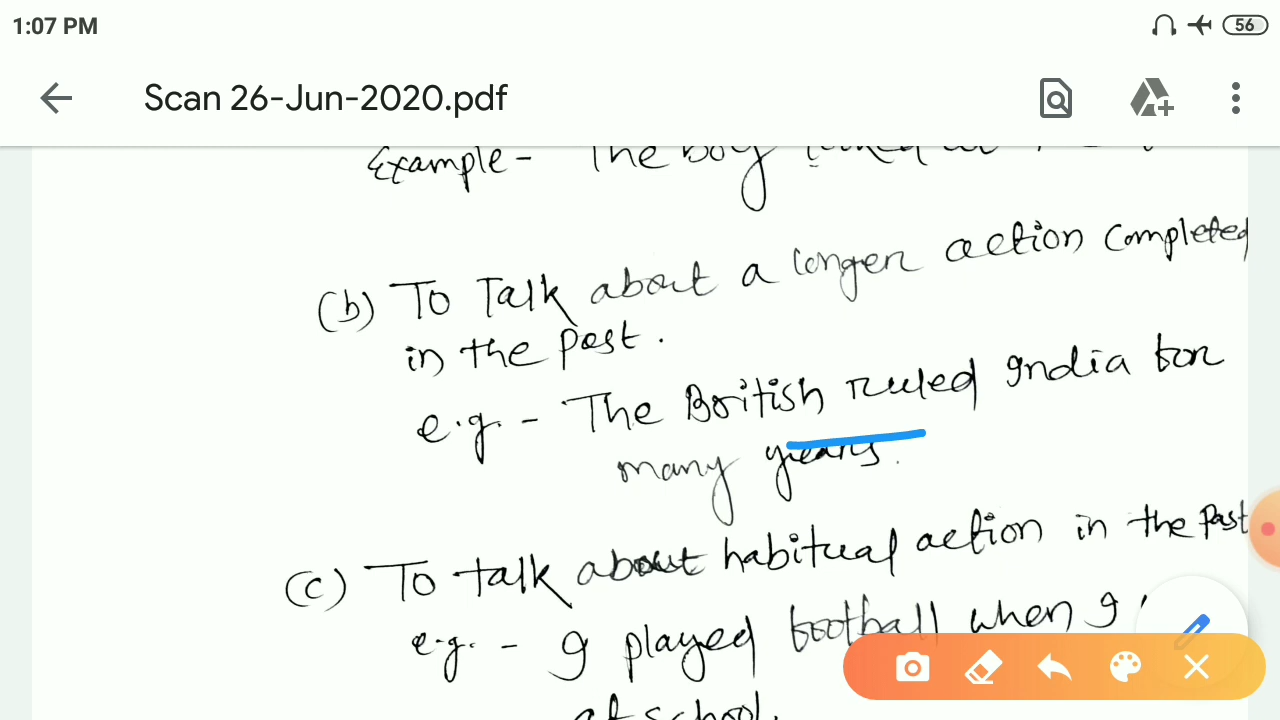 1:07 PM
56
Scan 26-Jun-2020.pdf
Example - The boy
(b) To Talk about a longer action completed
in the past.
e.g. - The British ruled India for
many years.
(c) To talk about habitual action in the past
e.g. - I played football when I
at school.